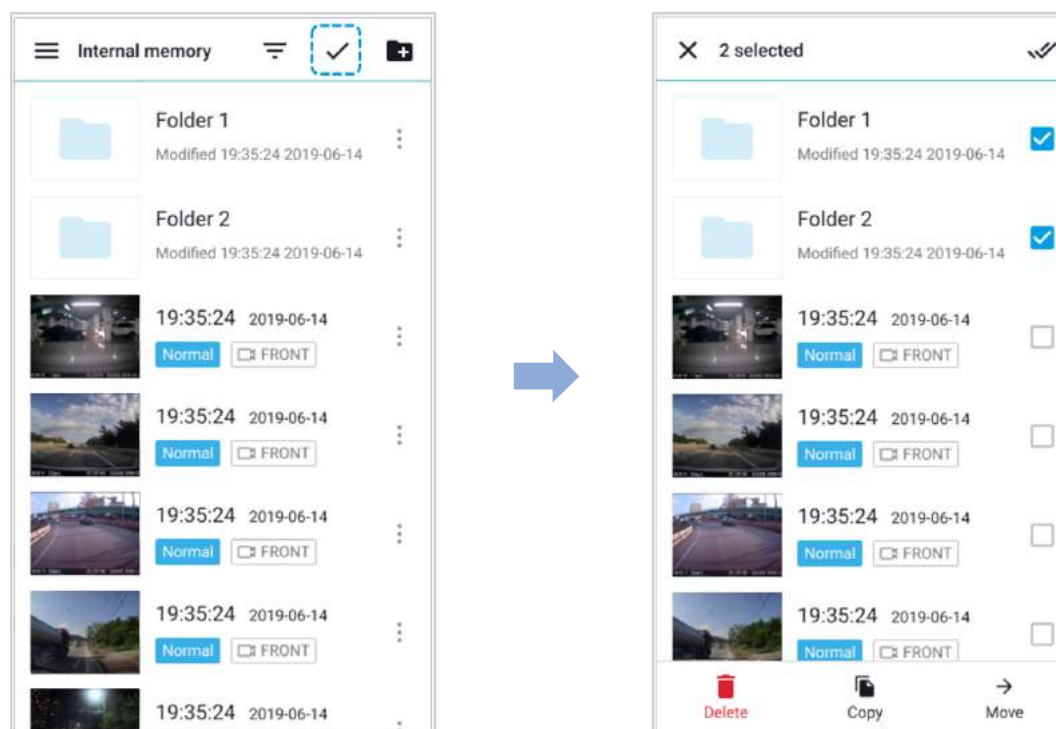 Internal memory
Folder 1
Modified 19:35:24 2019-06-14
Folder 2
Modified 19:35:24 2019-06-14
19:35:24 2019-06-14
Normal FRONT
19:35:24 2019-06-14
Normal FRONT
19:35:24 2019-06-14
Normal FRONT
19:35:24 2019-06-14
Normal FRONT
19:35:24 2019-06-14
2 selected
Folder 1
Modified 19:35:24 2019-06-14
Folder 2
Modified 19:35:24 2019-06-14
19:35:24 2019-06-14
Normal FRONT
19:35:24 2019-06-14
Normal FRONT
19:35:24 2019-06-14
Normal FRONT
19:35:24 2019-06-14
Normal FRONT
Delete Copy Move